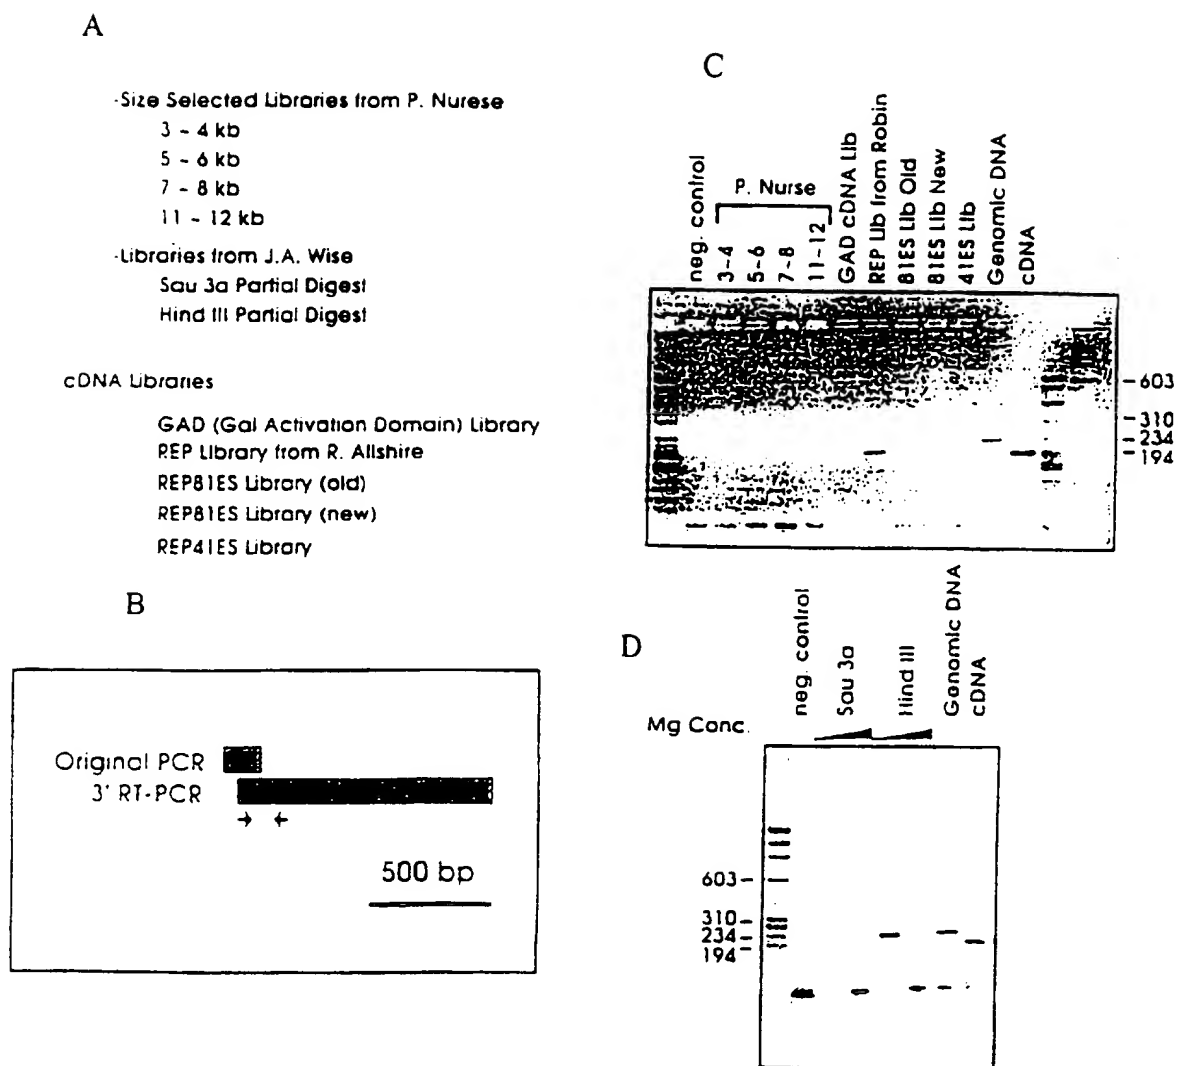 A
-Size Selected Libraries from P. Nurese
3 - 4 kb
5 - 6 kb
7 - 8 kb
11 - 12 kb
-Libraries from J.A. Wise
Sau 3a Partial Digest
Hind III Partial Digest
cDNA Libraries
GAD (Gal Activation Domain) Library
REP Library from R. Allshire
REP81ES Library (old)
REP81ES Library (new)
REP41ES Library
B
Original PCR
3' RT-PCR
500 bp
C
neg. control
P. Nurse
3-4
5-6
7-8
11-12
GAD cDNA Lib
REP Lib from Robin
81ES Lib Old
81ES Lib New
41ES Lib
Genomic DNA
cDNA
603
310
234
194
D
Mg Conc.
neg. control
Sau 3a
Hind III
Genomic DNA
cDNA
603
310
234
194